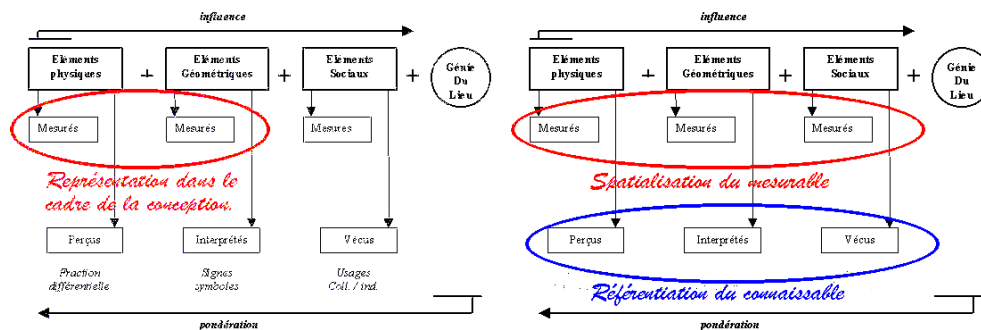 influence
Eléments
physiques
+
Eléments
Géométriques
+
Eléments
Sociaux
+
Génie
Du
Lieu
Mesurés
Mesurés
Mesures
Représentation dans le
cadre de la conception.
Perçus
Interprétés
Vécus
Fraction
différentielle
Signes
symboles
Usages
Coll. / ind.
pondération
influence
Eléments
physiques
+
Eléments
Géométriques
+
Eléments
Sociaux
+
Génie
Du
Lieu
Mesurés
Mesurés
Mesurés
Spatialisation du mesurable
Perçus
Interprétés
Vécus
Référentiation du connaissable
pondération